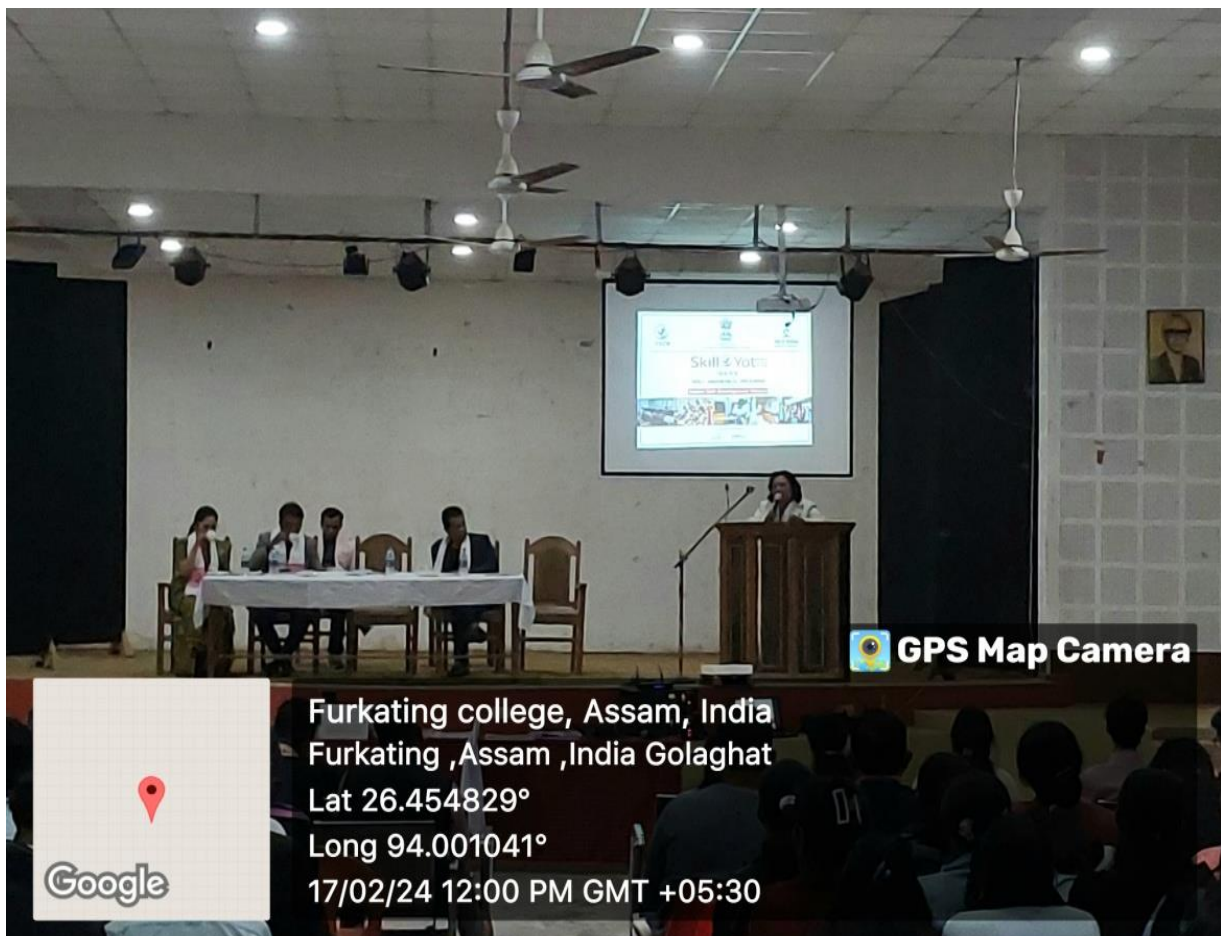 Skill
GPS Map Camera
Furkating college, Assam, India
Furkating ,Assam ,India Golaghat
Lat 26.454829°
Long 94.001041°
17/02/24 12:00 PM GMT +05:30
Google